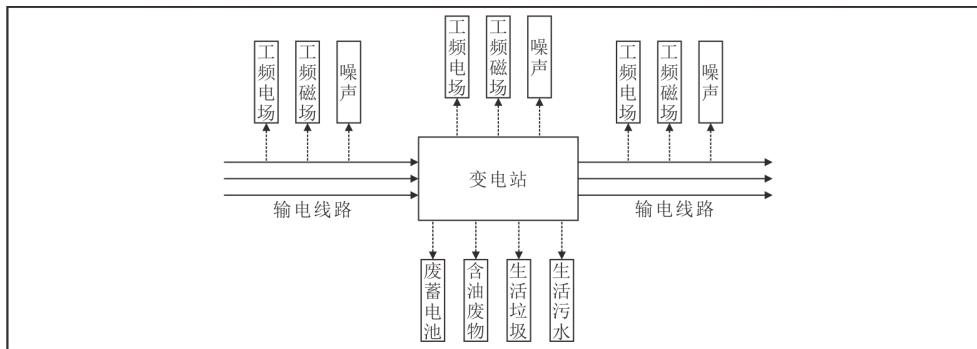 工频电场
工频磁场
噪声
工频电场
工频磁场
噪声
工频电场
工频磁场
噪声
变电站
输电线路
输电线路
废蓄电池
含油废物
生活垃圾
生活污水